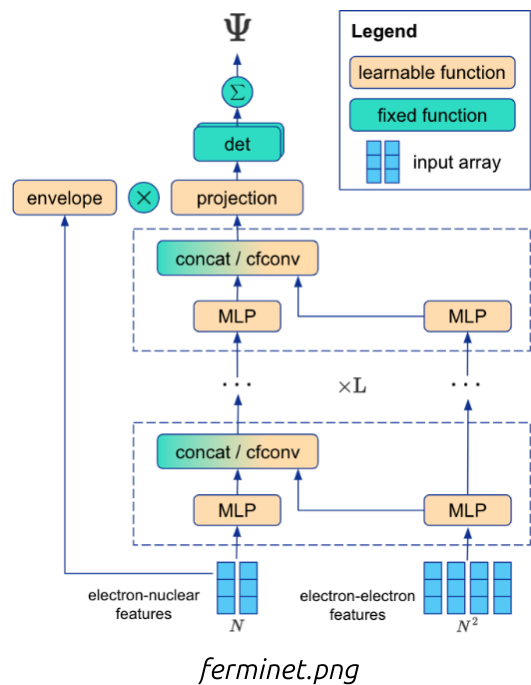 Ψ
Legend
learnable function
fixed function
input array
Σ
det
envelope
×
projection
concat / cfconv
MLP
MLP
···
×L
···
concat / cfconv
MLP
MLP
electron-nuclear
features
electron-electron
features
N
N²
ferminet.png